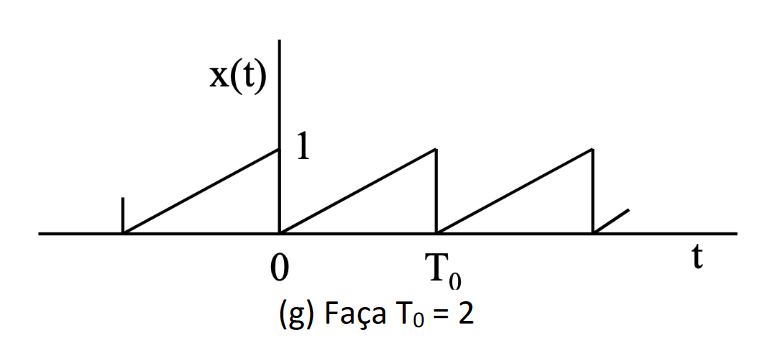 x(t)
1
0
T₀
t
(g) Faça T₀ = 2